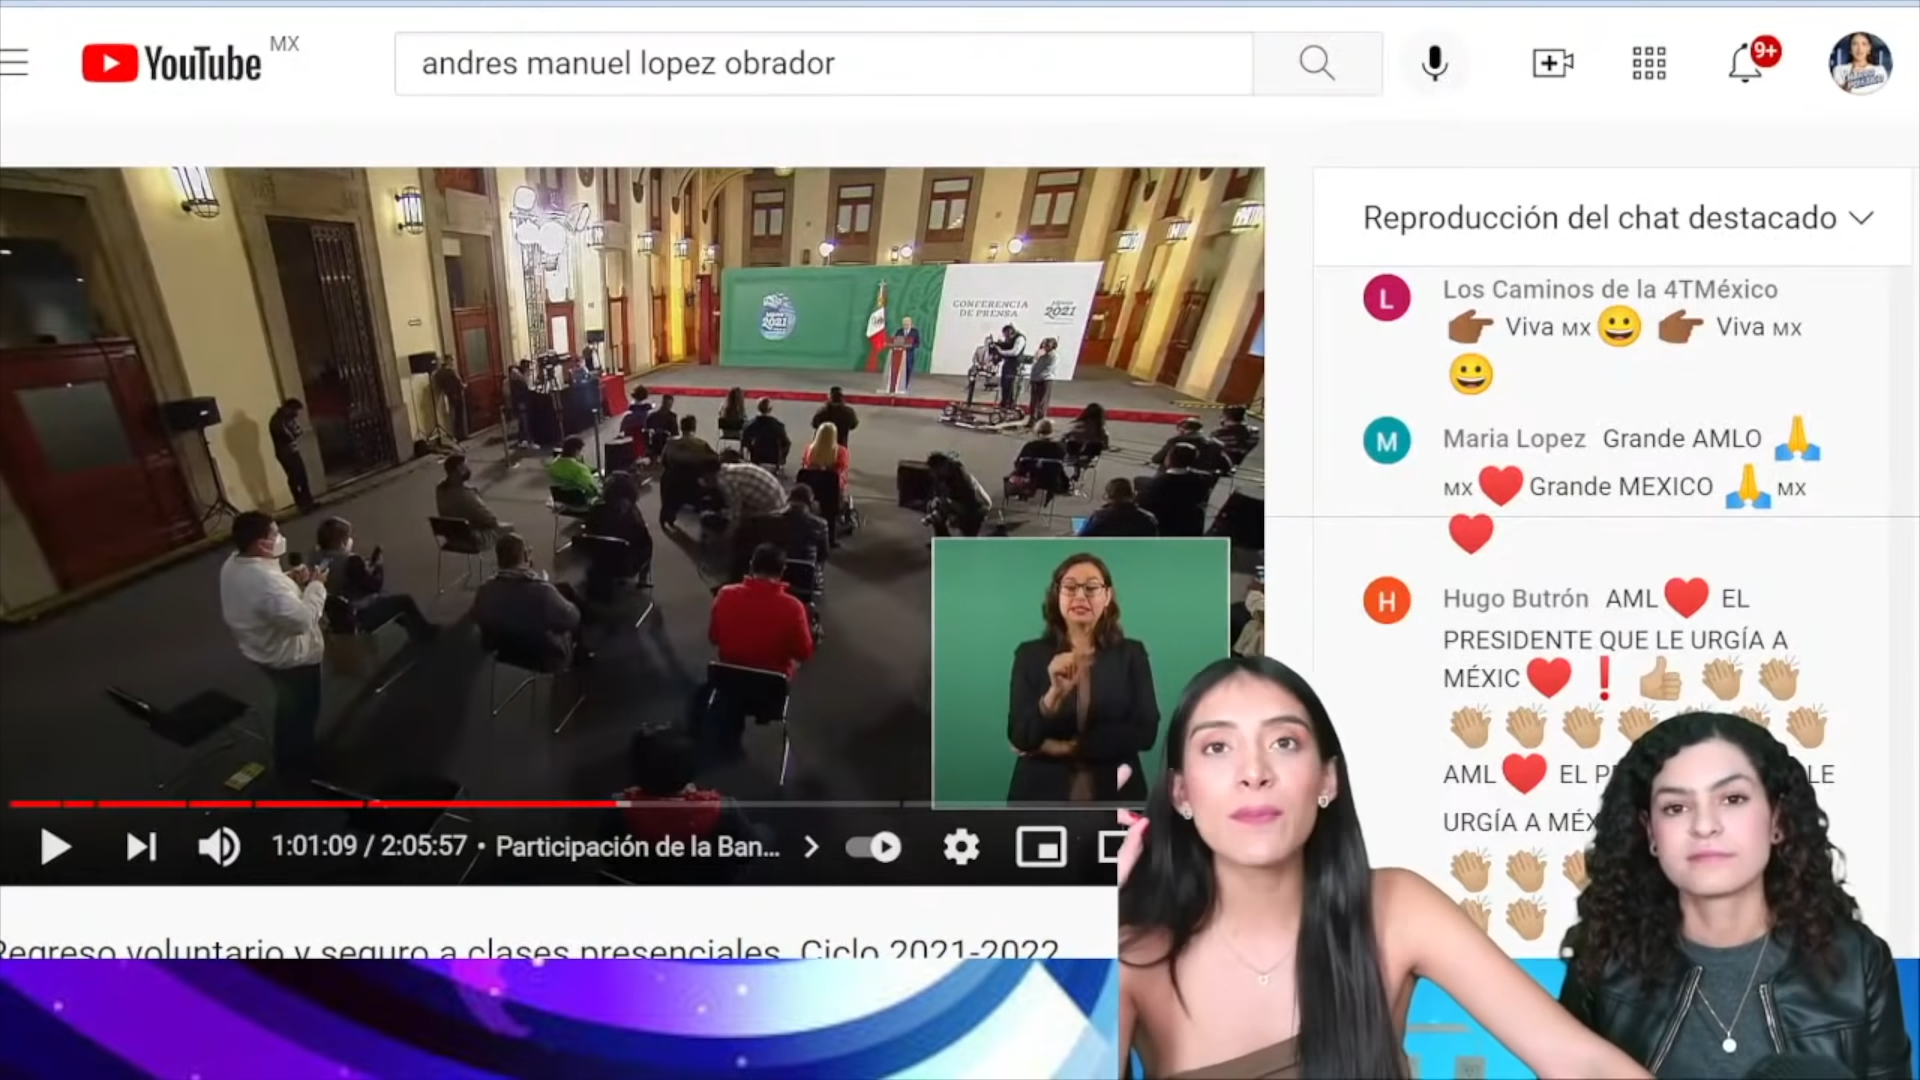 YouTube MX
andres manuel lopez obrador
9+
CONFERENCIA
DE PRENSA
2021
2021
Reproducción del chat destacado
L Los Caminos de la 4TMéxico
👉🏾 Viva MX 😀 👉🏾 Viva MX
😀
M Maria Lopez Grande AMLO 🙏
MX ♥️ Grande MEXICO 🙏 MX
♥️
H Hugo Butrón AML♥️ EL
PRESIDENTE QUE LE URGÍA A
MÉXIC♥️❗👍🏼👏🏼👏🏼
AML♥️ EL P LE
URGÍA A MÉX
1:01:09 / 2:05:57 • Participación de la Ban...
Regreso voluntario y seguro a clases presenciales. Ciclo 2021-2022